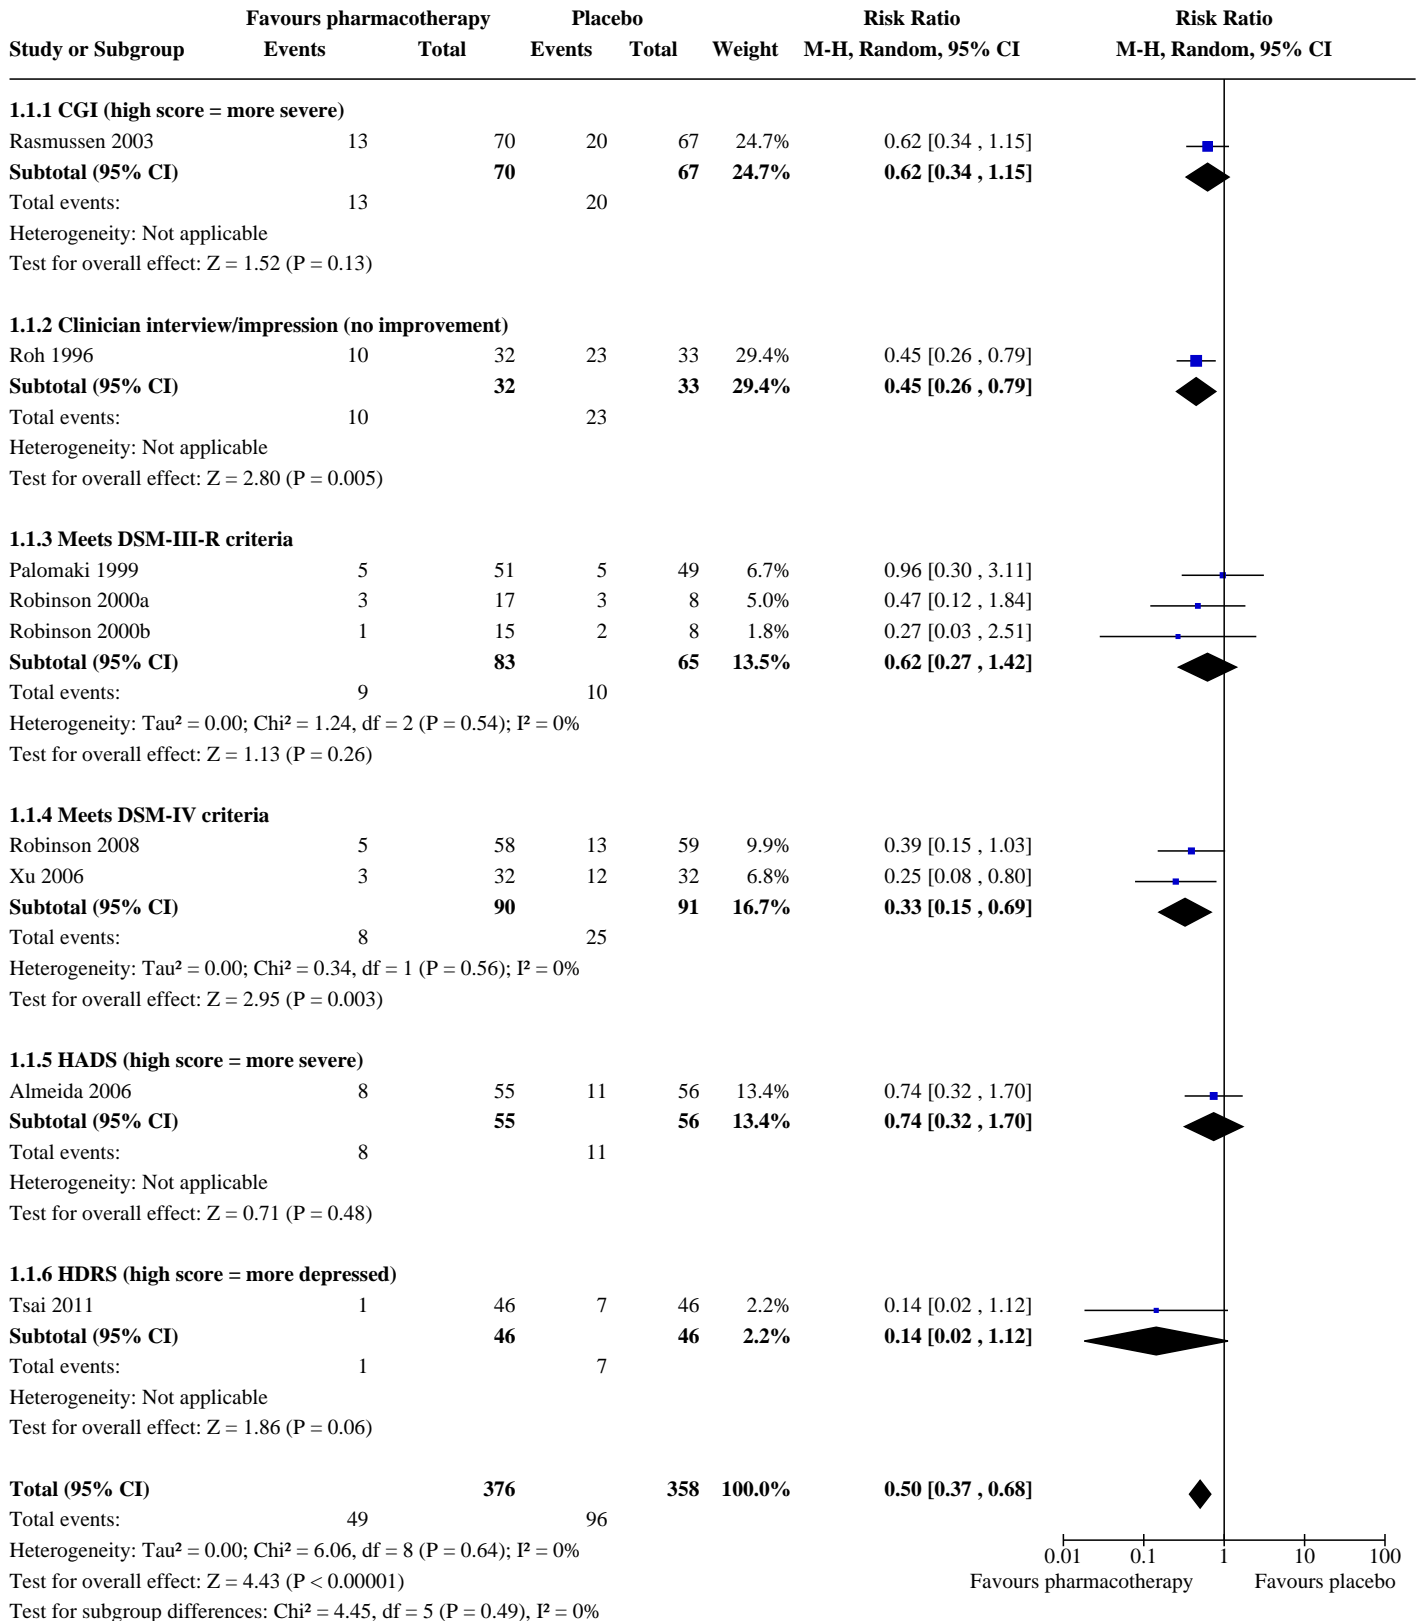 Favours pharmacotherapy Placebo Risk Ratio Risk Ratio
Study or Subgroup Events Total Events Total Weight M-H, Random, 95% CI M-H, Random, 95% CI
1.1.1 CGI (high score = more severe)
Rasmussen 2003 13 70 20 67 24.7% 0.62 [0.34 , 1.15]
Subtotal (95% CI) 70 67 24.7% 0.62 [0.34 , 1.15]
Total events: 13 20
Heterogeneity: Not applicable
Test for overall effect: Z = 1.52 (P = 0.13)
1.1.2 Clinician interview/impression (no improvement)
Roh 1996 10 32 23 33 29.4% 0.45 [0.26 , 0.79]
Subtotal (95% CI) 32 33 29.4% 0.45 [0.26 , 0.79]
Total events: 10 23
Heterogeneity: Not applicable
Test for overall effect: Z = 2.80 (P = 0.005)
1.1.3 Meets DSM-III-R criteria
Palomaki 1999 5 51 5 49 6.7% 0.96 [0.30 , 3.11]
Robinson 2000a 3 17 3 8 5.0% 0.47 [0.12 , 1.84]
Robinson 2000b 1 15 2 8 1.8% 0.27 [0.03 , 2.51]
Subtotal (95% CI) 83 65 13.5% 0.62 [0.27 , 1.42]
Total events: 9 10
Heterogeneity: Tau² = 0.00; Chi² = 1.24, df = 2 (P = 0.54); I² = 0%
Test for overall effect: Z = 1.13 (P = 0.26)
1.1.4 Meets DSM-IV criteria
Robinson 2008 5 58 13 59 9.9% 0.39 [0.15 , 1.03]
Xu 2006 3 32 12 32 6.8% 0.25 [0.08 , 0.80]
Subtotal (95% CI) 90 91 16.7% 0.33 [0.15 , 0.69]
Total events: 8 25
Heterogeneity: Tau² = 0.00; Chi² = 0.34, df = 1 (P = 0.56); I² = 0%
Test for overall effect: Z = 2.95 (P = 0.003)
1.1.5 HADS (high score = more severe)
Almeida 2006 8 55 11 56 13.4% 0.74 [0.32 , 1.70]
Subtotal (95% CI) 55 56 13.4% 0.74 [0.32 , 1.70]
Total events: 8 11
Heterogeneity: Not applicable
Test for overall effect: Z = 0.71 (P = 0.48)
1.1.6 HDRS (high score = more depressed)
Tsai 2011 1 46 7 46 2.2% 0.14 [0.02 , 1.12]
Subtotal (95% CI) 46 46 2.2% 0.14 [0.02 , 1.12]
Total events: 1 7
Heterogeneity: Not applicable
Test for overall effect: Z = 1.86 (P = 0.06)
Total (95% CI) 376 358 100.0% 0.50 [0.37 , 0.68]
Total events: 49 96
Heterogeneity: Tau² = 0.00; Chi² = 6.06, df = 8 (P = 0.64); I² = 0%
0.01 0.1 1 10 100
Test for overall effect: Z = 4.43 (P < 0.00001)
Favours pharmacotherapy Favours placebo
Test for subgroup differences: Chi² = 4.45, df = 5 (P = 0.49), I² = 0%